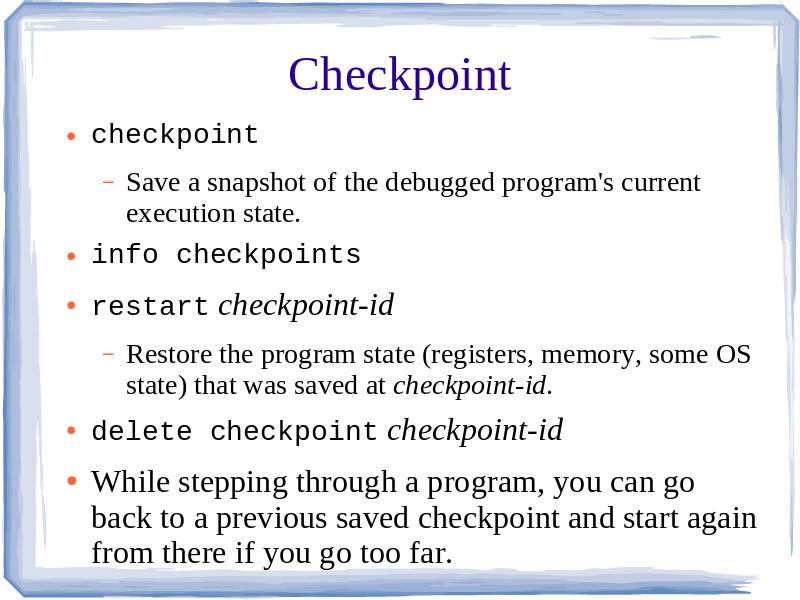 Checkpoint
• checkpoint
– Save a snapshot of the debugged program's current
execution state.
• info checkpoints
• restart checkpoint-id
– Restore the program state (registers, memory, some OS
state) that was saved at checkpoint-id.
• delete checkpoint checkpoint-id
• While stepping through a program, you can go
back to a previous saved checkpoint and start again
from there if you go too far.